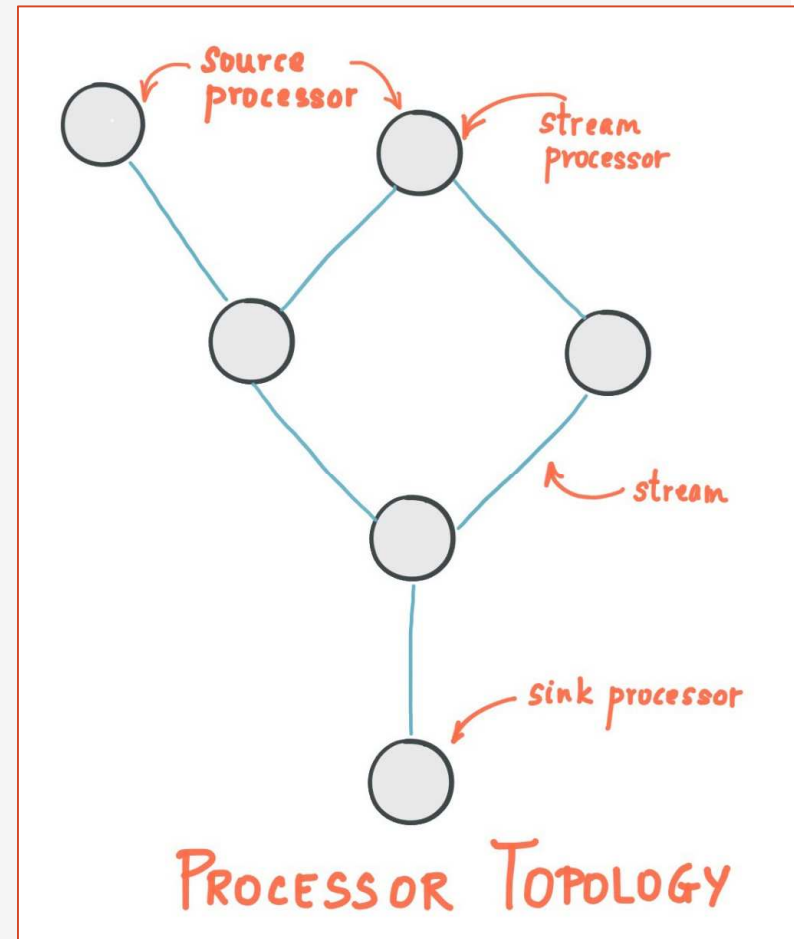 source
processor
stream
processor
stream
sink processor
PROCESSOR TOPOLOGY